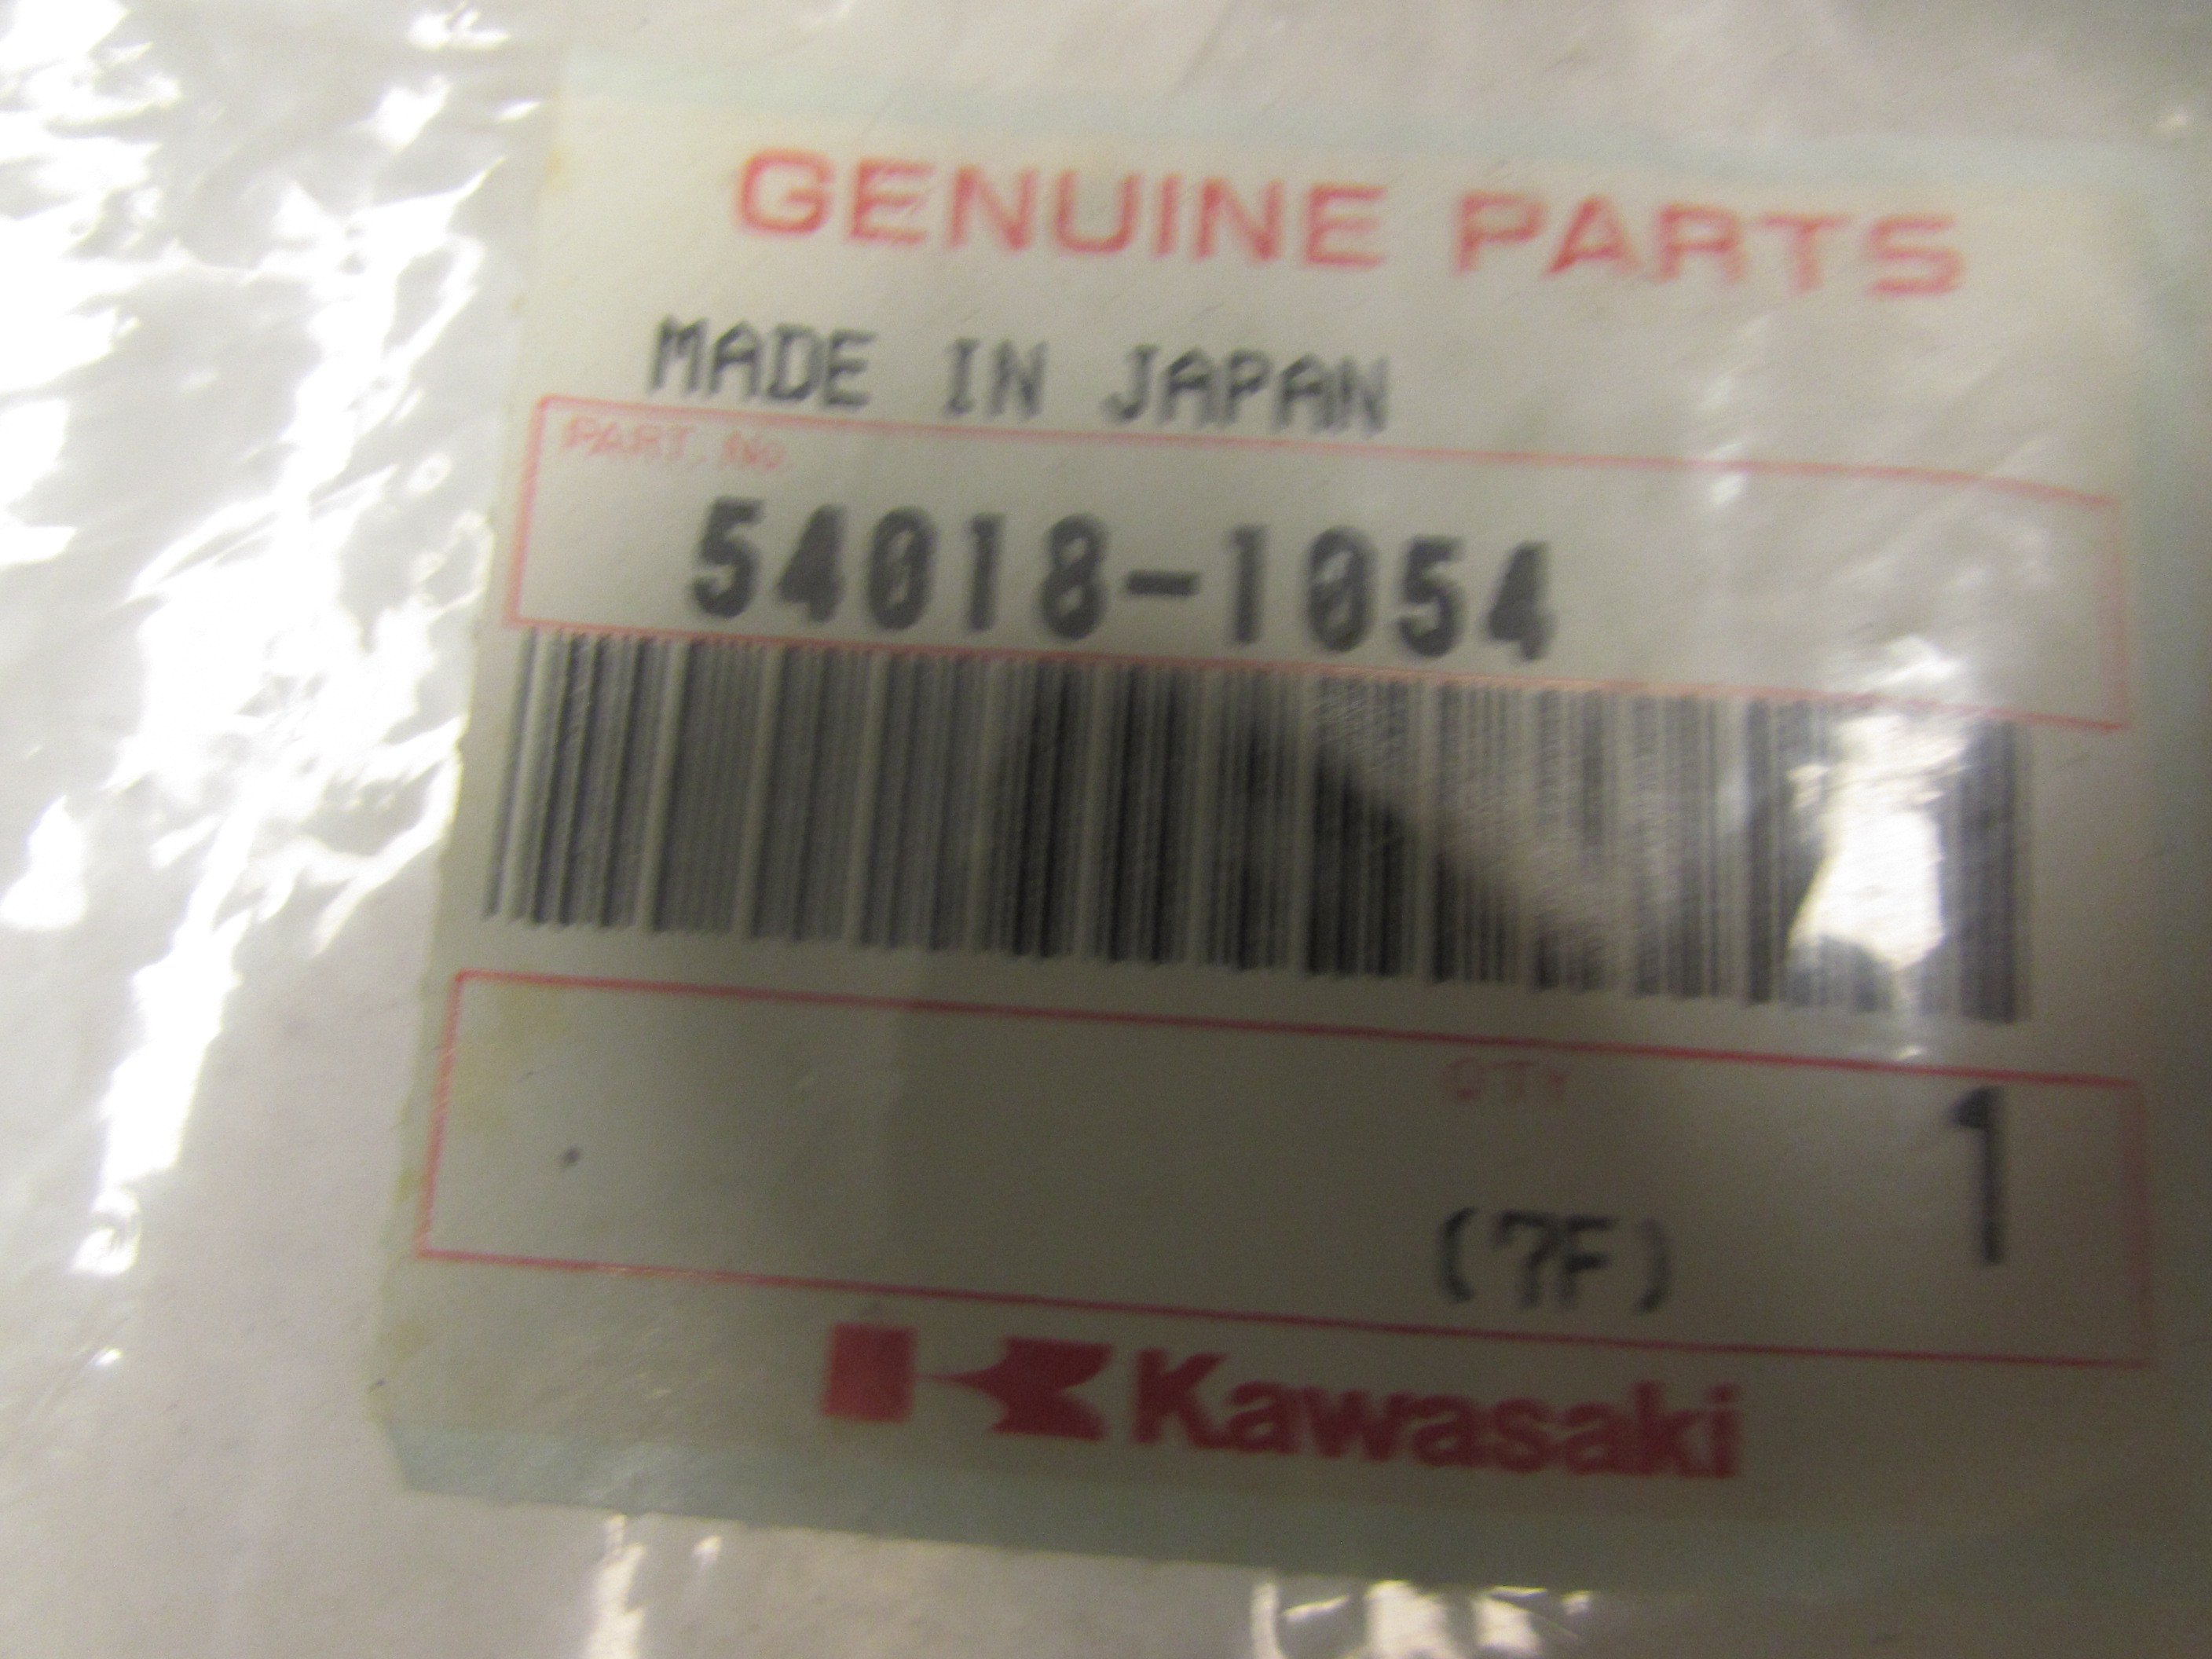 GENUINE PARTS
MADE IN JAPAN
PART. No.
54018-1054
QTY
1
(7F)
Kawasaki